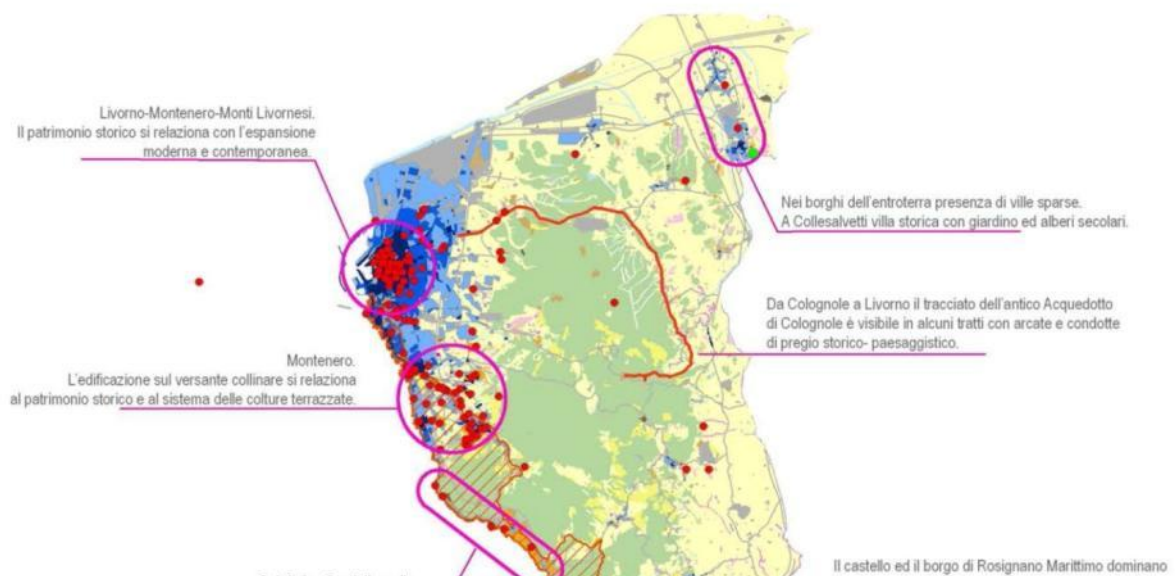 Livorno-Montenero-Monti Livornesi.
Il patrimonio storico si relaziona con l'espansione
moderna e contemporanea.
Nei borghi dell'entroterra presenza di ville sparse.
A Collesalvetti villa storica con giardino ed alberi secolari.
Da Colognole a Livorno il tracciato dell'antico Acquedotto
di Colognole è visibile in alcuni tratti con arcate e condotte
di pregio storico- paesaggistico.
Montenero.
L'edificazione sul versante collinare si relaziona
al patrimonio storico e al sistema delle colture terrazzate.
Il castello ed il borgo di Rosignano Marittimo dominano